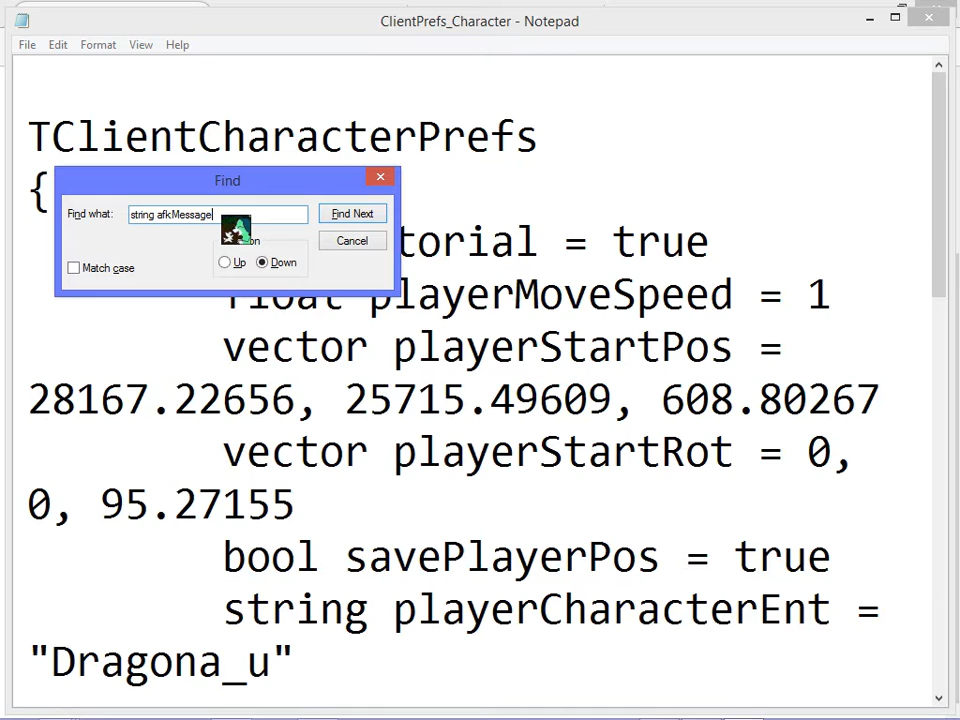 ClientPrefs_Character - Notepad
File Edit Format View Help
TClientCharacterPrefs
{
Find
Find what: string afkMessage Find Next
Cancel
Up Down
Match case
torial = true
playerMoveSpeed = 1
vector playerStartPos =
28167.22656, 25715.49609, 608.80267
vector playerStartRot = 0,
0, 95.27155
bool savePlayerPos = true
string playerCharacterEnt =
"Dragona_u"